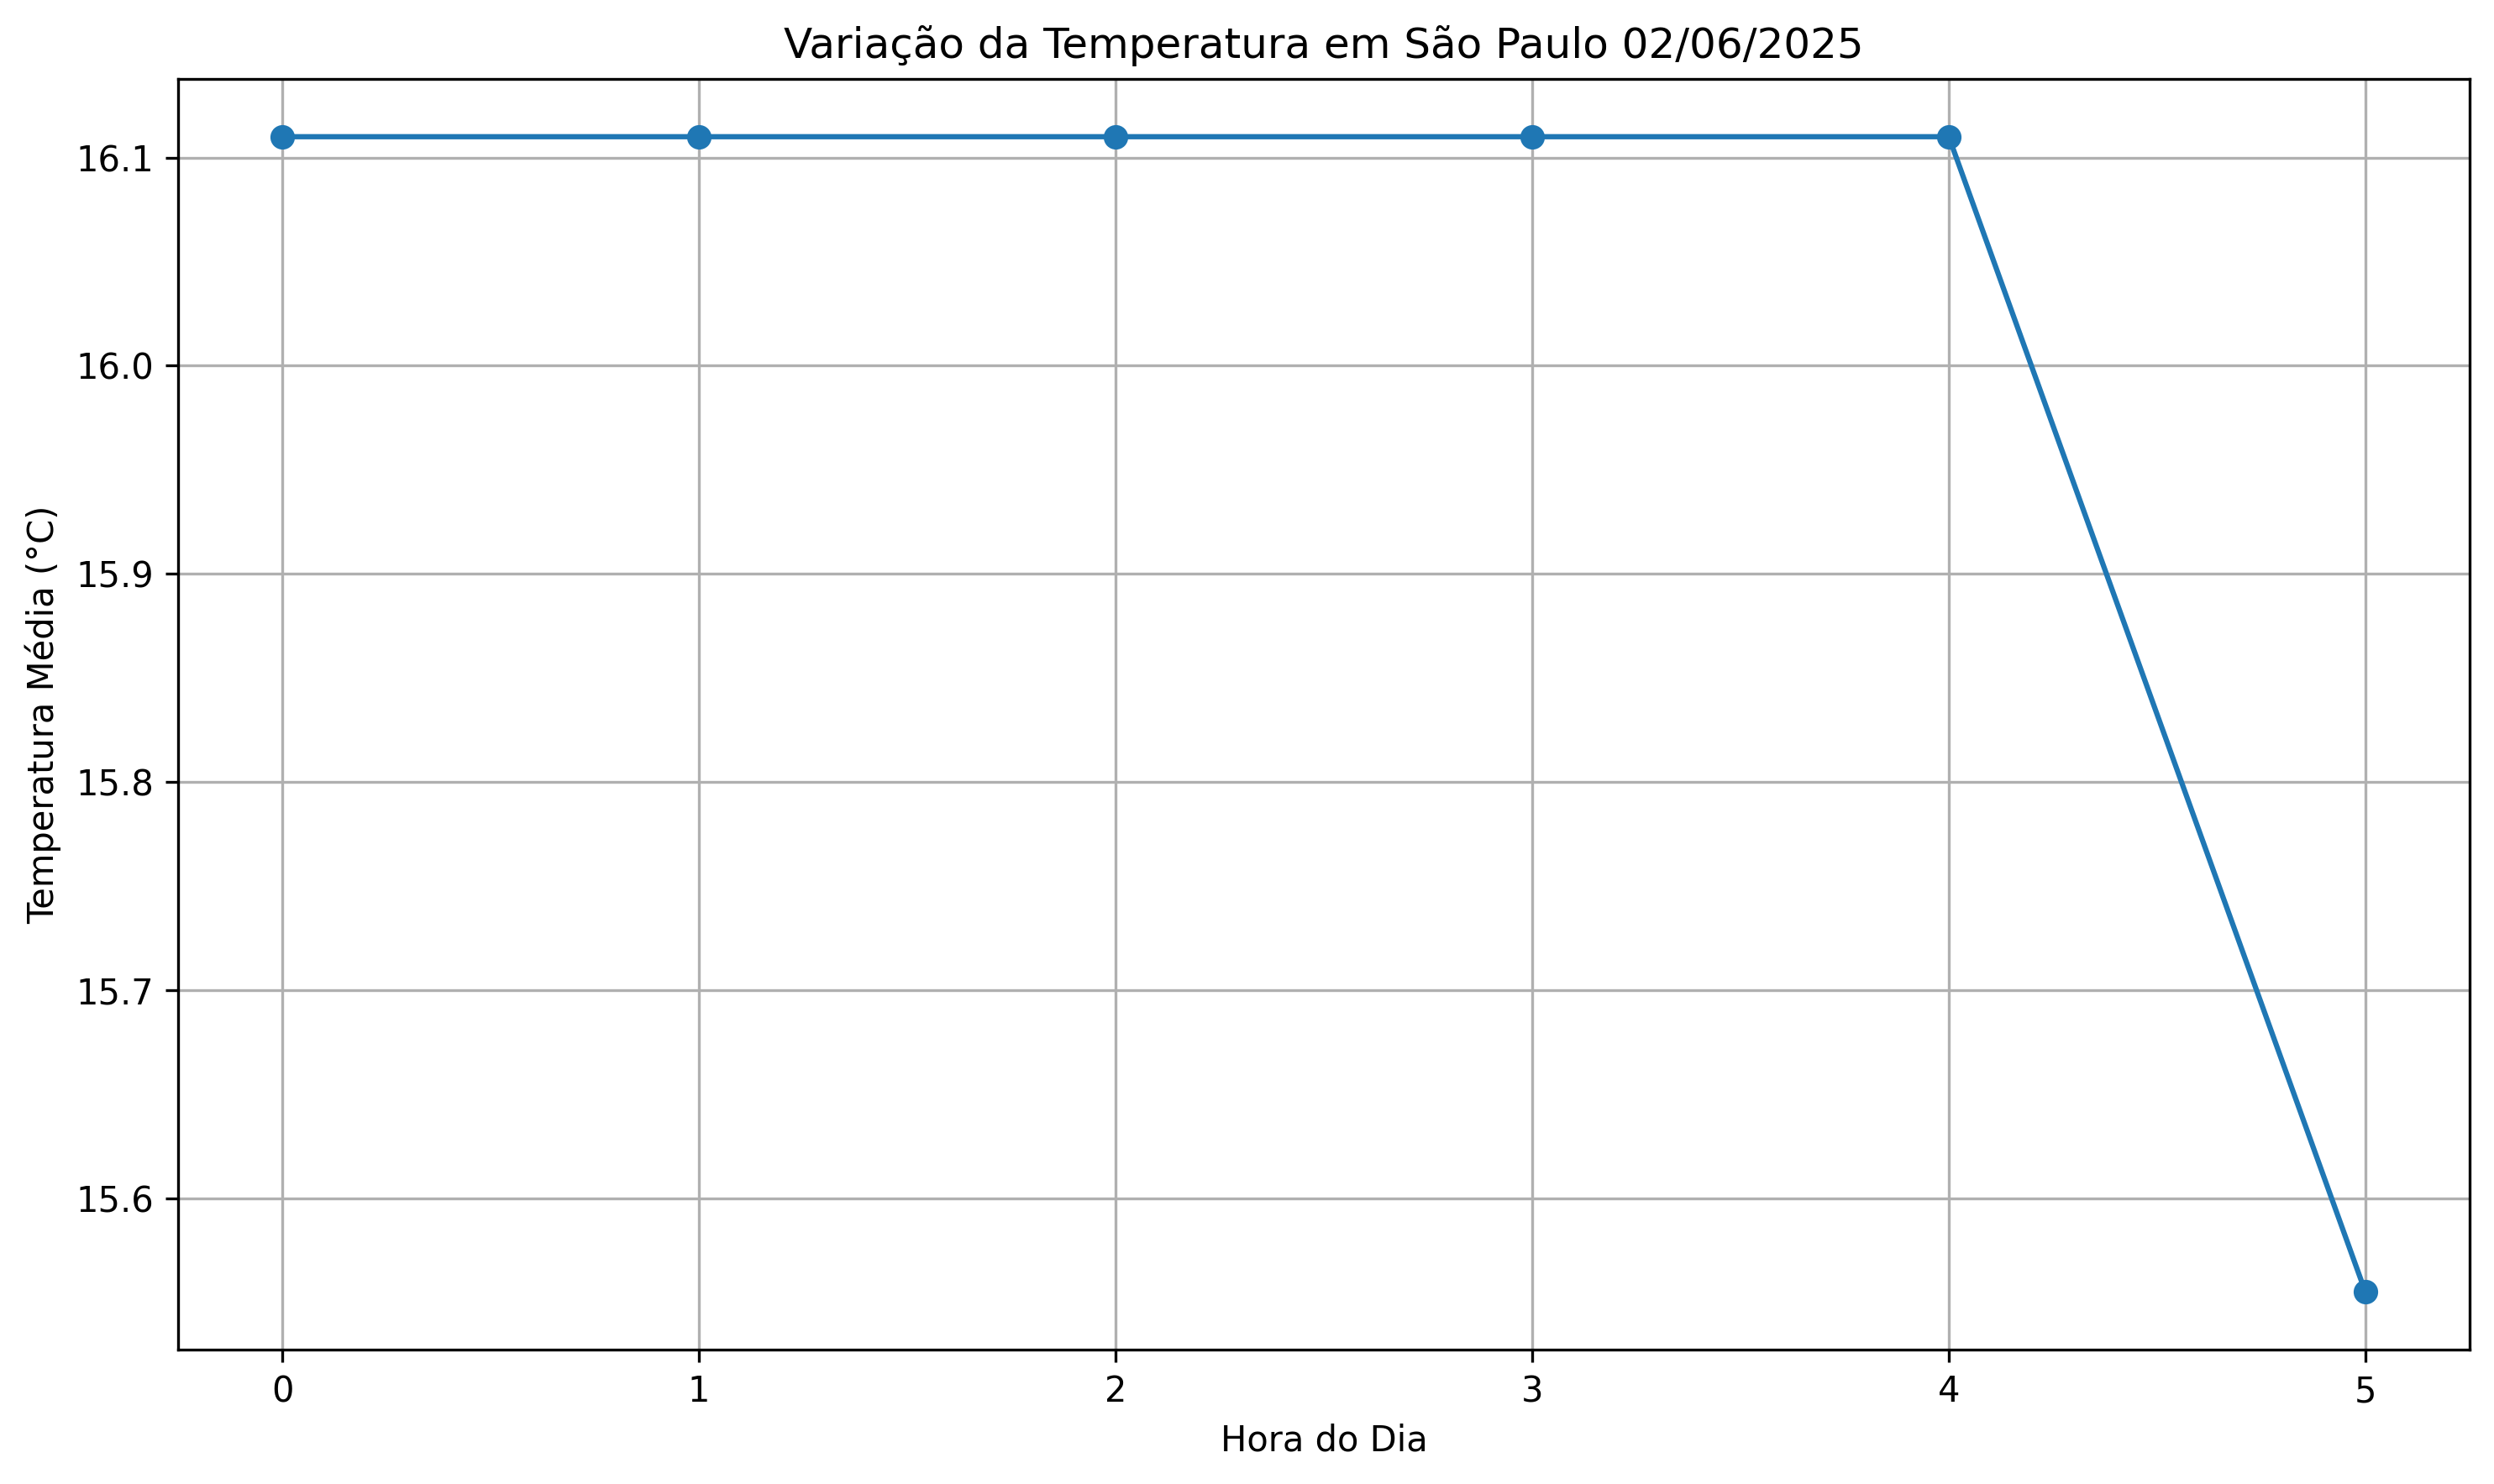 Variação da Temperatura em São Paulo 02/06/2025
Temperatura Média (°C)
16.1
16.0
15.9
15.8
15.7
15.6
0 1 2 3 4 5
Hora do Dia